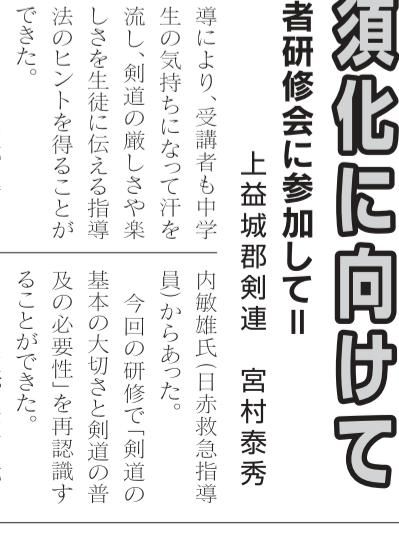 須化に向けて
者研修会に参加して＝
上益城郡剣連　宮村泰秀
導により、受講者も中学
生の気持ちになって汗を
流し、剣道の厳しさや楽
しさを生徒に伝える指導
法のヒントを得ることが
できた。
内敏雄氏(日赤救急指導
員)からあった。
今回の研修で「剣道の
基本の大切さと剣道の普
及の必要性」を再認識す
ることができた。